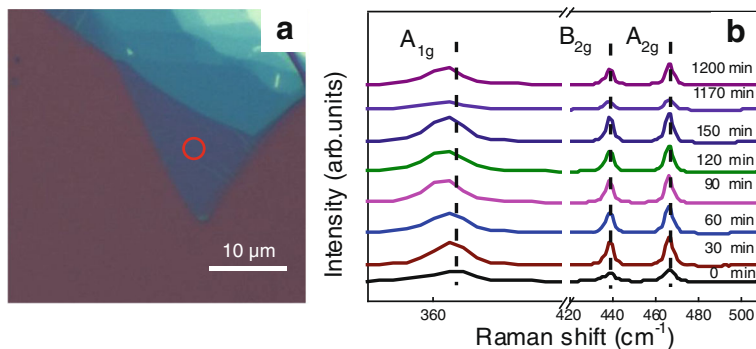 a
10 µm
b
A1g
B2g
A2g
1200 min
1170 min
150 min
120 min
90 min
60 min
30 min
0 min
Intensity (arb.units)
360
420
440
460
480
500
Raman shift (cm-1)